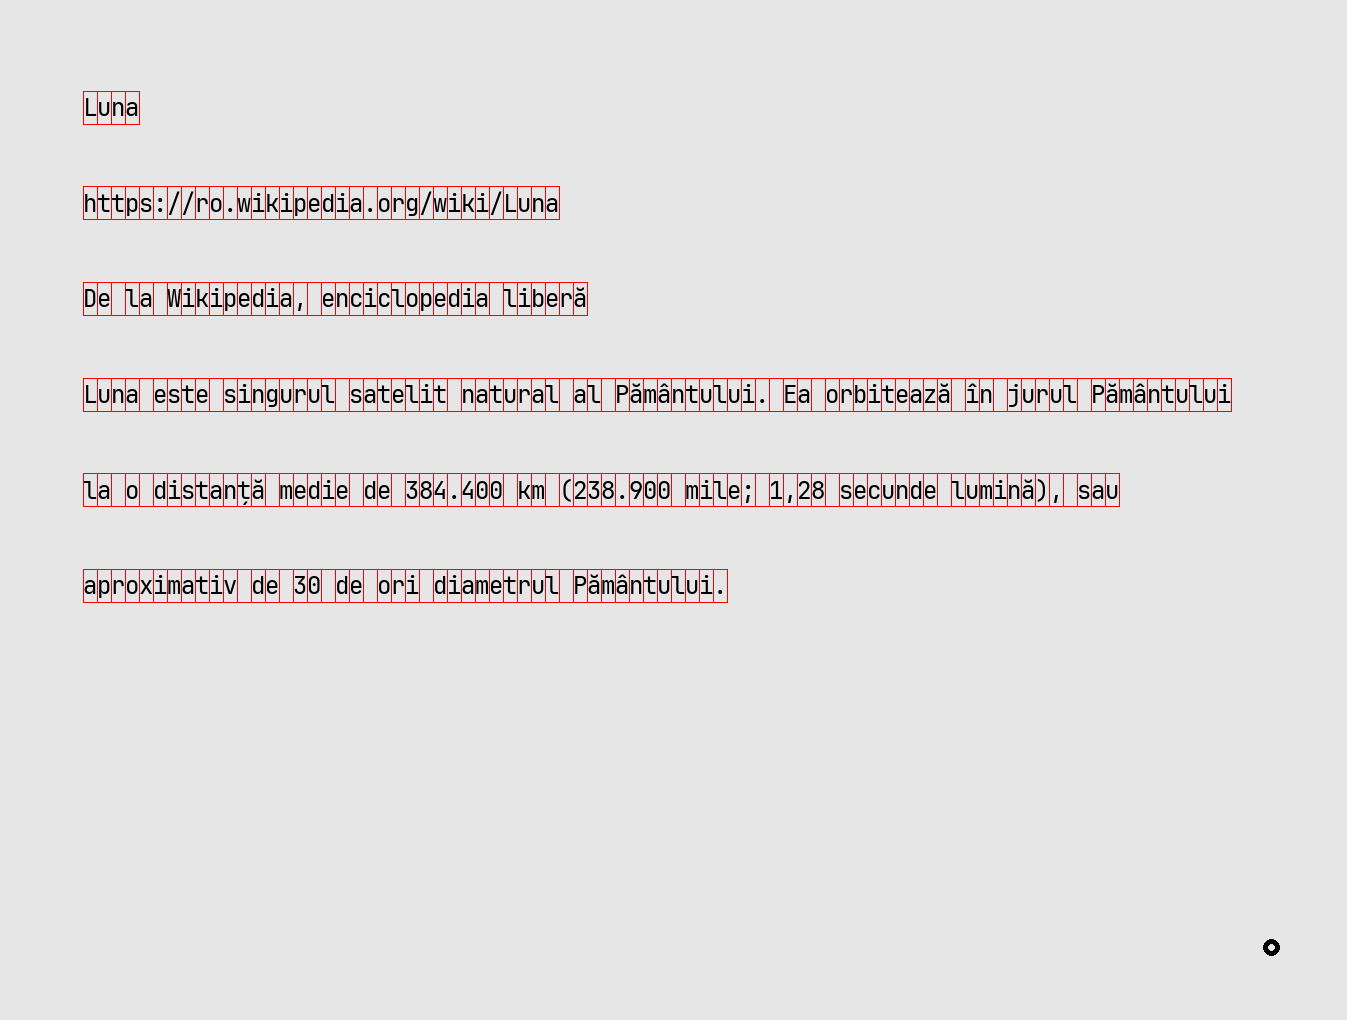 Luna
https://ro.wikipedia.org/wiki/Luna
De la Wikipedia, enciclopedia liberă
Luna este singurul satelit natural al Pământului. Ea orbitează în jurul Pământului
la o distanță medie de 384.400 km (238.900 mile; 1,28 secunde lumină), sau
aproximativ de 30 de ori diametrul Pământului.